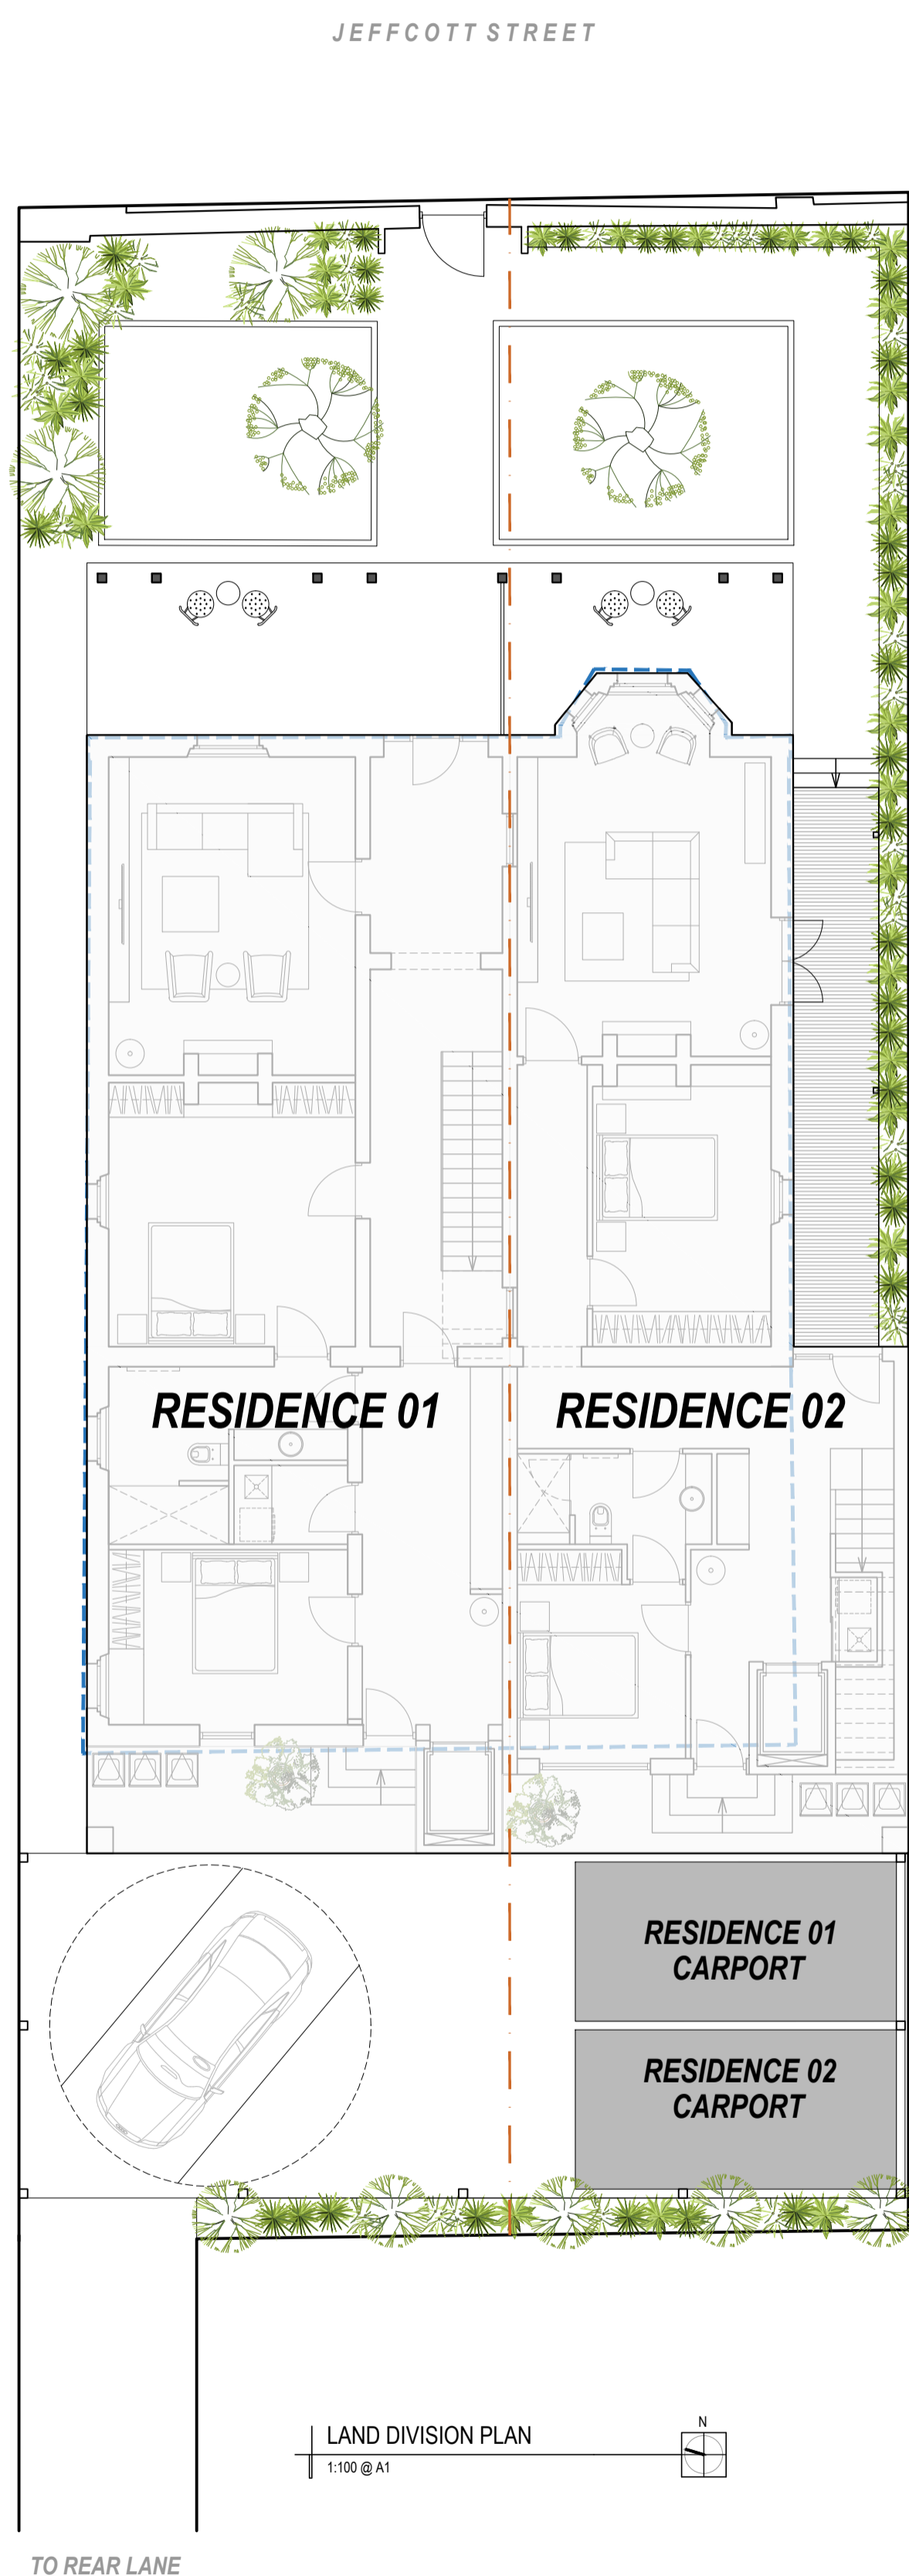 JEFFCOTT STREET
RESIDENCE 01
RESIDENCE 02
RESIDENCE 01
CARPORT
RESIDENCE 02
CARPORT
LAND DIVISION PLAN
1:100 @ A1
N
TO REAR LANE